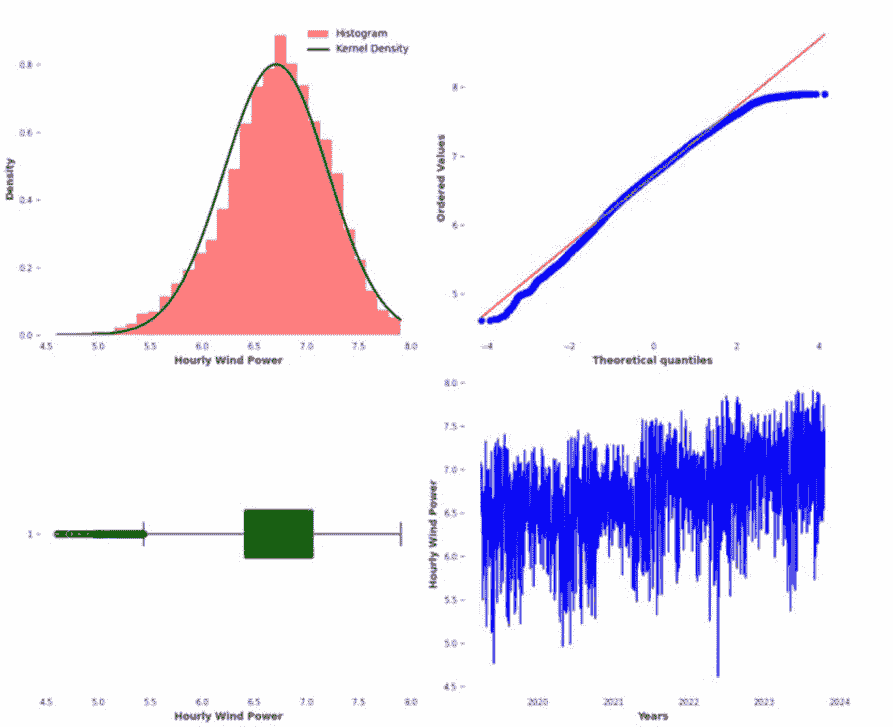 Histogram
Kernel Density
0.8
0.6
0.4
0.2
0.0
Density
4.5 5.0 5.5 6.0 6.5 7.0 7.5 8.0
Hourly Wind Power
8
7
6
5
Ordered Values
−4 −2 0 2 4
Theoretical quantiles
1
4.5 5.0 5.5 6.0 6.5 7.0 7.5 8.0
Hourly Wind Power
8.0
7.5
7.0
6.5
6.0
5.5
5.0
4.5
Hourly Wind Power
2020 2021 2022 2023 2024
Years